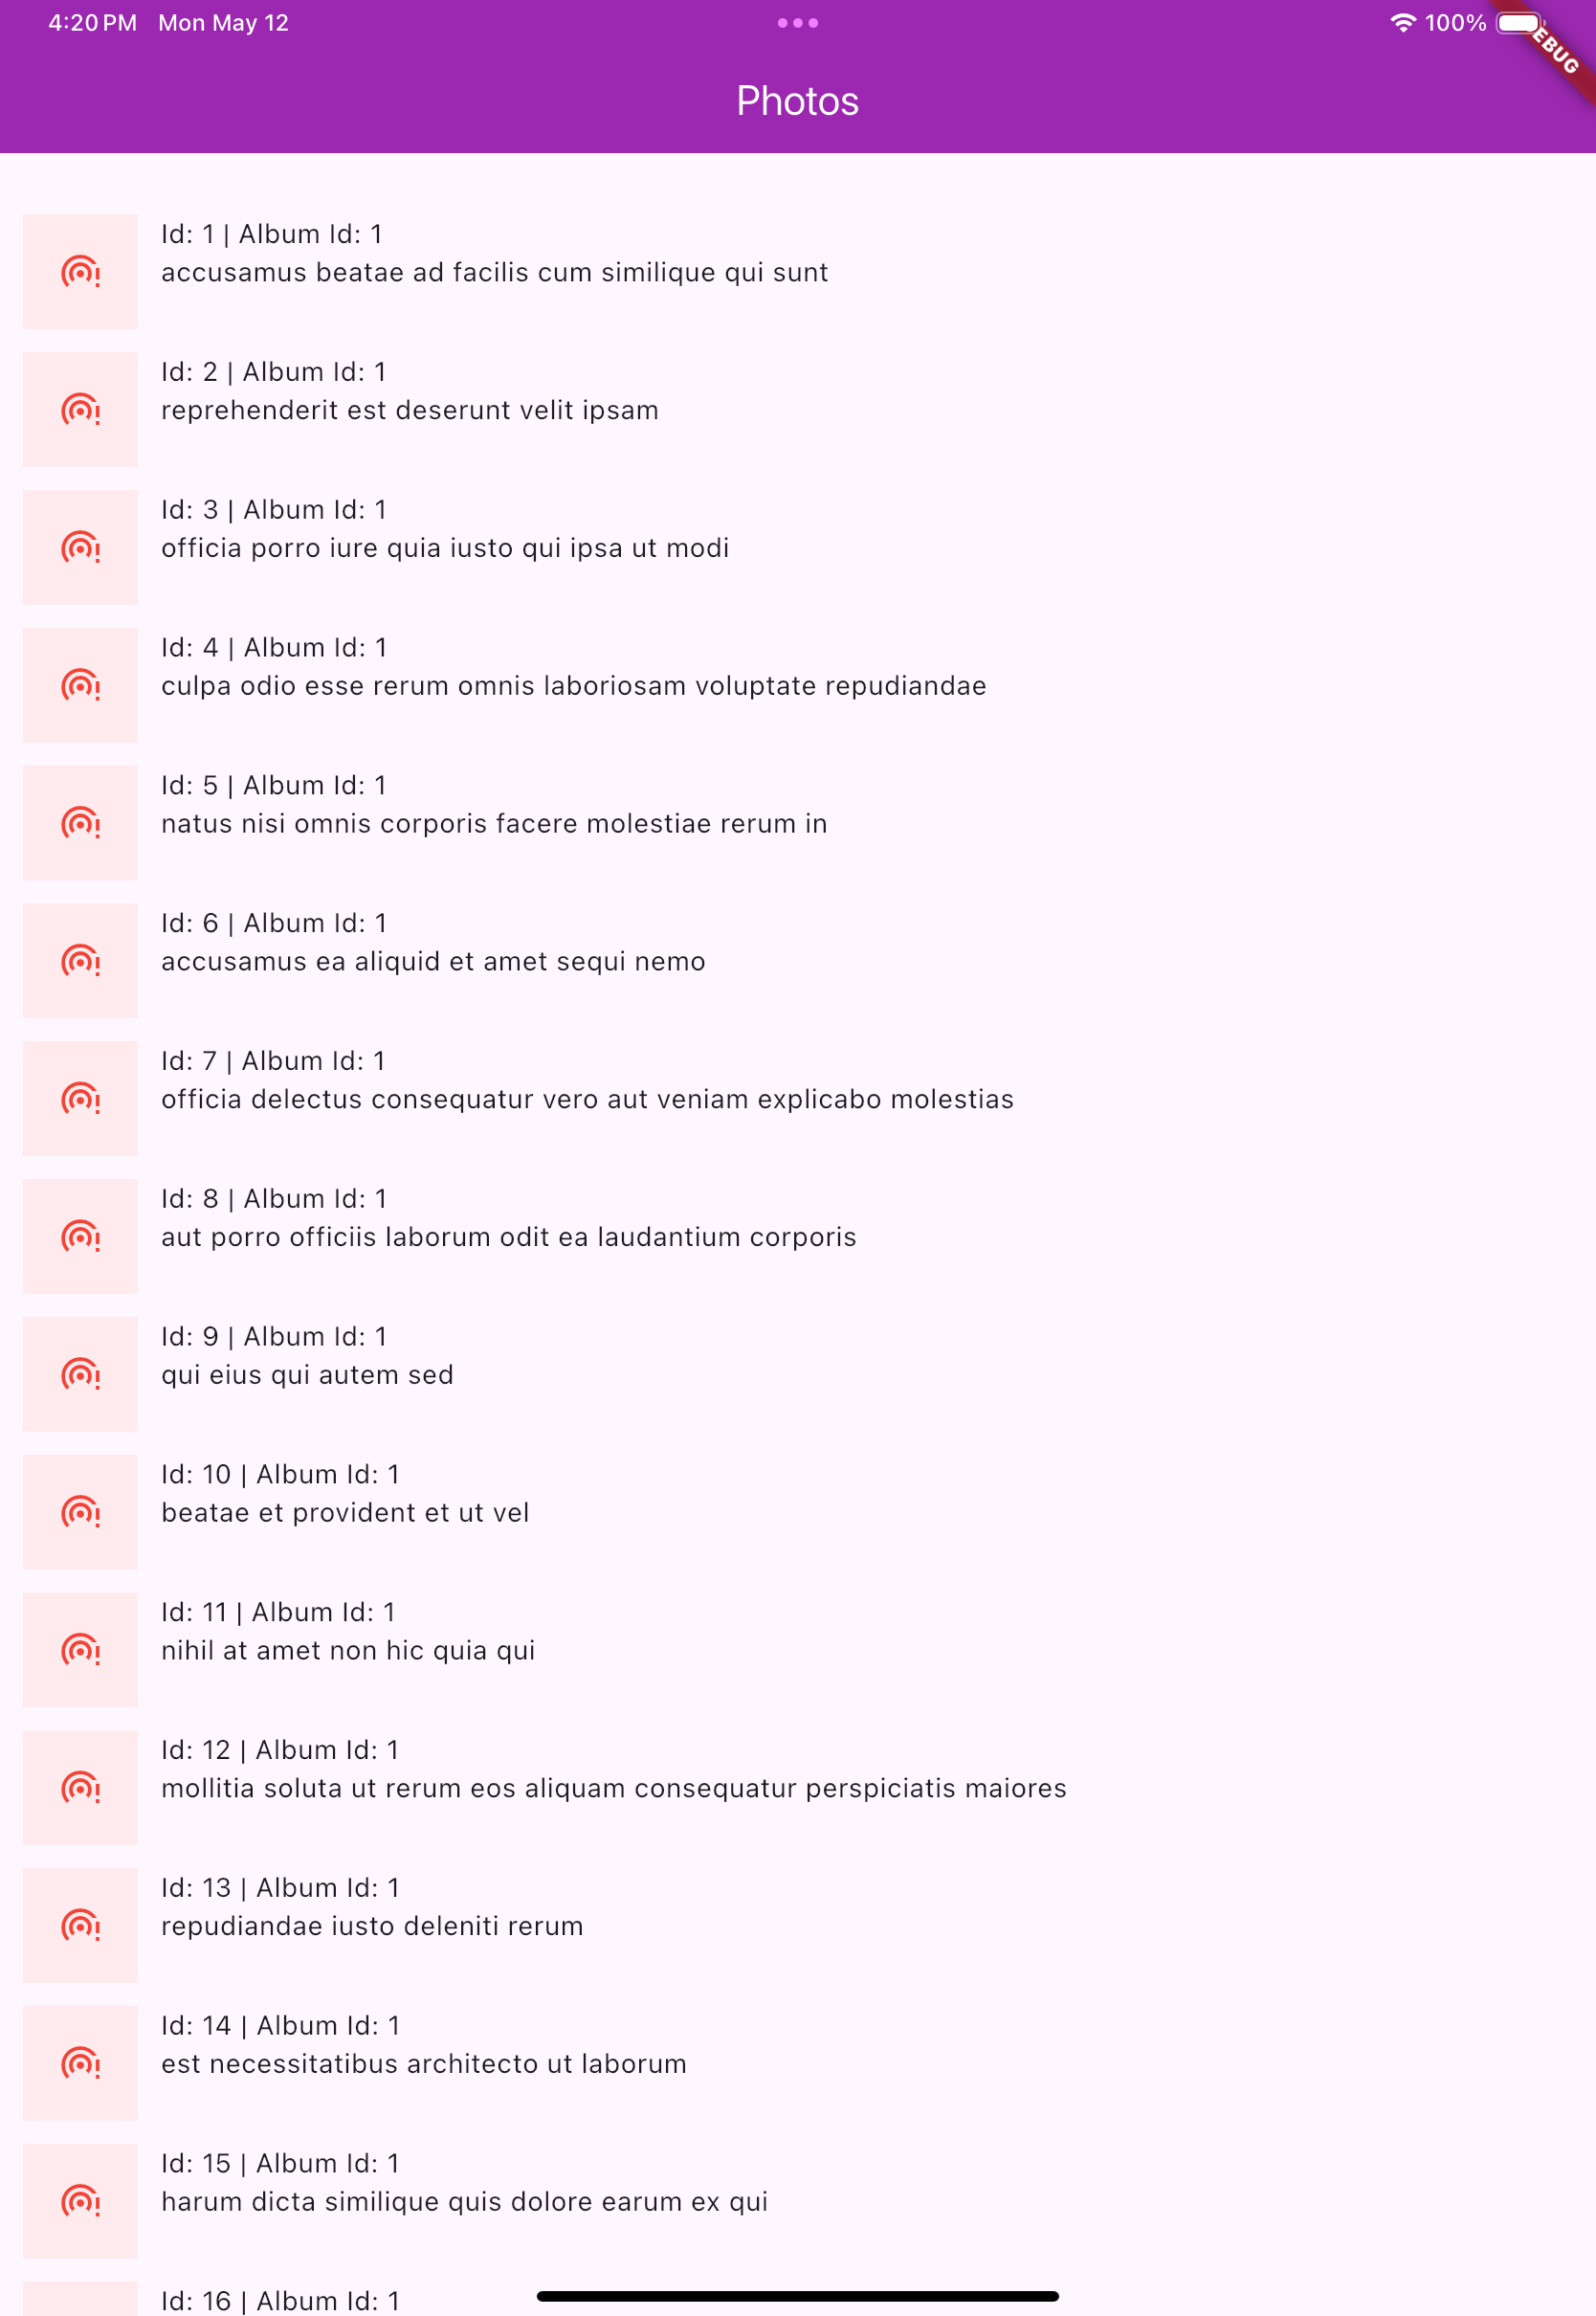 4:20 PM Mon May 12
100%
EBUG
Photos
Id: 1 | Album Id: 1
accusamus beatae ad facilis cum similique qui sunt
Id: 2 | Album Id: 1
reprehenderit est deserunt velit ipsam
Id: 3 | Album Id: 1
officia porro iure quia iusto qui ipsa ut modi
Id: 4 | Album Id: 1
culpa odio esse rerum omnis laboriosam voluptate repudiandae
Id: 5 | Album Id: 1
natus nisi omnis corporis facere molestiae rerum in
Id: 6 | Album Id: 1
accusamus ea aliquid et amet sequi nemo
Id: 7 | Album Id: 1
officia delectus consequatur vero aut veniam explicabo molestias
Id: 8 | Album Id: 1
aut porro officiis laborum odit ea laudantium corporis
Id: 9 | Album Id: 1
qui eius qui autem sed
Id: 10 | Album Id: 1
beatae et provident et ut vel
Id: 11 | Album Id: 1
nihil at amet non hic quia qui
Id: 12 | Album Id: 1
mollitia soluta ut rerum eos aliquam consequatur perspiciatis maiores
Id: 13 | Album Id: 1
repudiandae iusto deleniti rerum
Id: 14 | Album Id: 1
est necessitatibus architecto ut laborum
Id: 15 | Album Id: 1
harum dicta similique quis dolore earum ex qui
Id: 16 | Album Id: 1